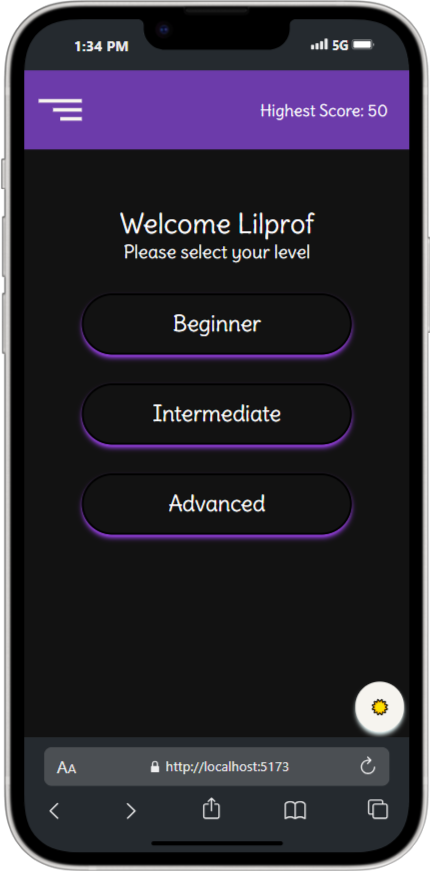 1:34 PM 5G
Highest Score: 50
Welcome Lilprof
Please select your level
Beginner
Intermediate
Advanced
AA http://localhost:5173